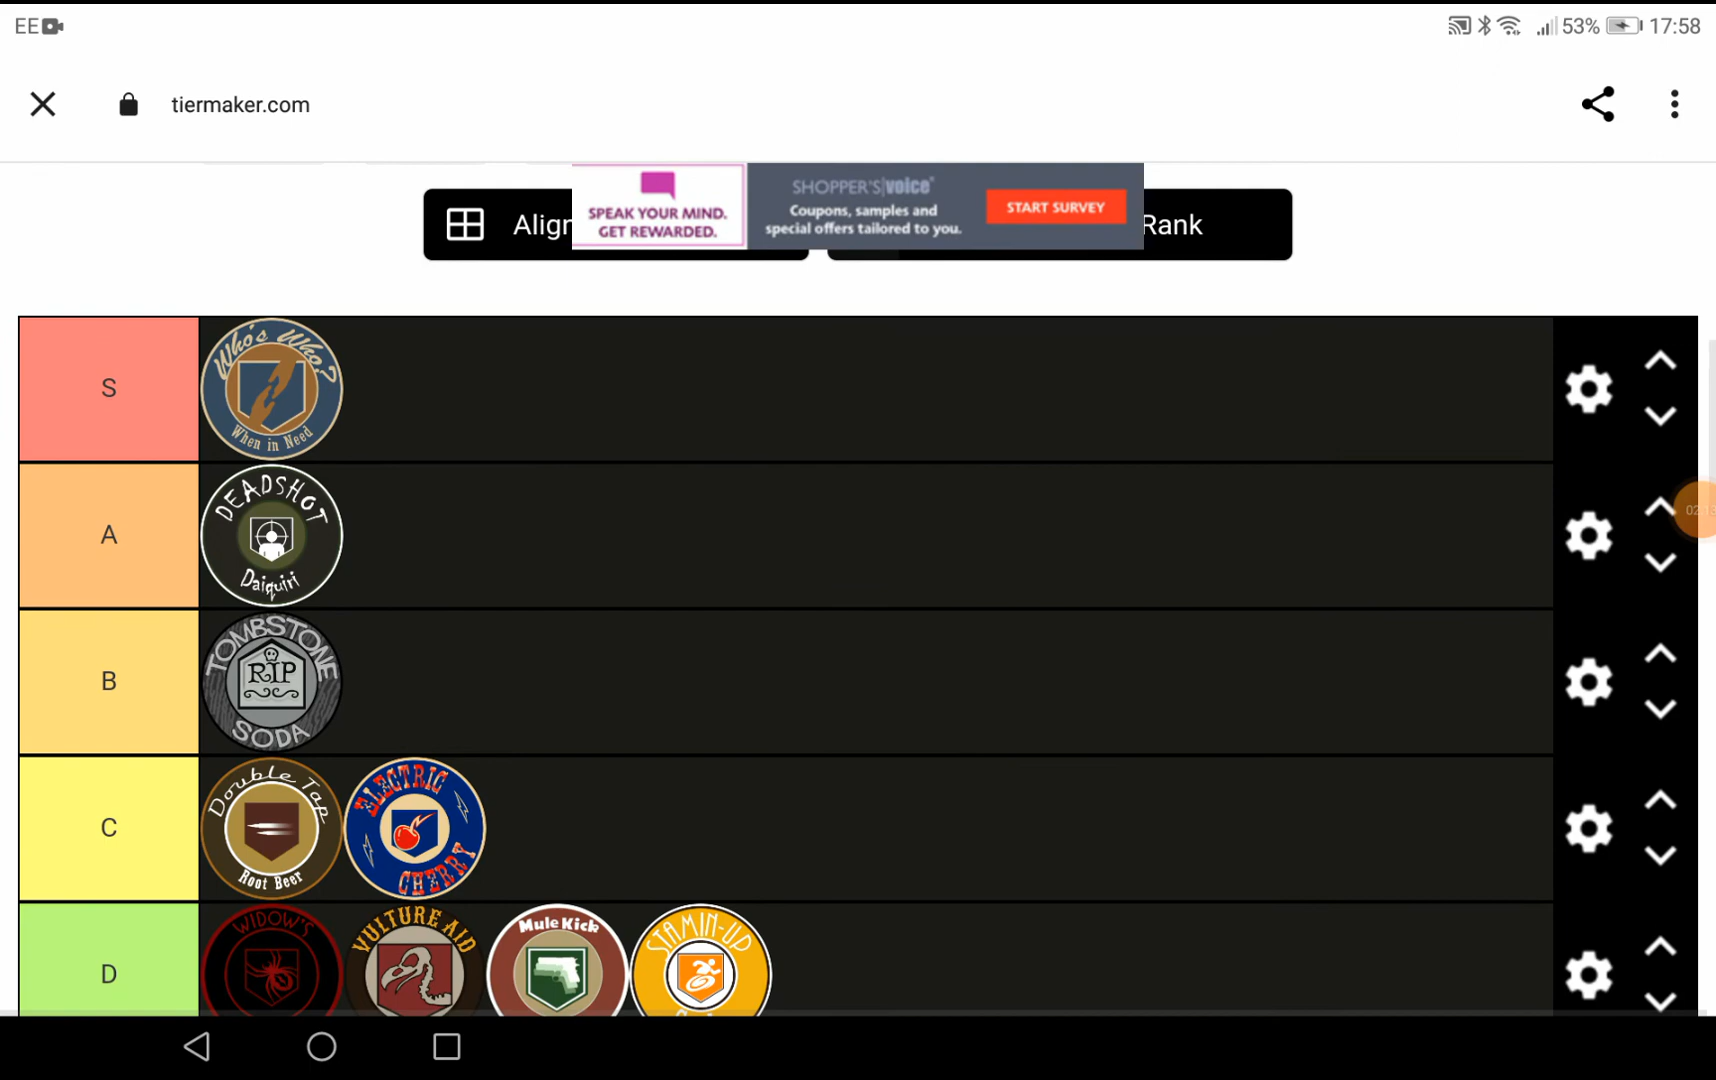 EE 53% 17:58
tiermaker.com
SPEAK YOUR MIND.
GET REWARDED.
SHOPPER'S|voice®
Coupons, samples and
special offers tailored to you.
START SURVEY
Align
Rank
S
Who's Who?
When in Need
A
DEADSHOT
Daiquiri
B
TOMBSTONE
RIP
SODA
C
Double Tap
Root Beer
ELECTRIC
CHERRY
D
WIDOW'S
VULTURE AID
Mule Kick
STAMIN-UP